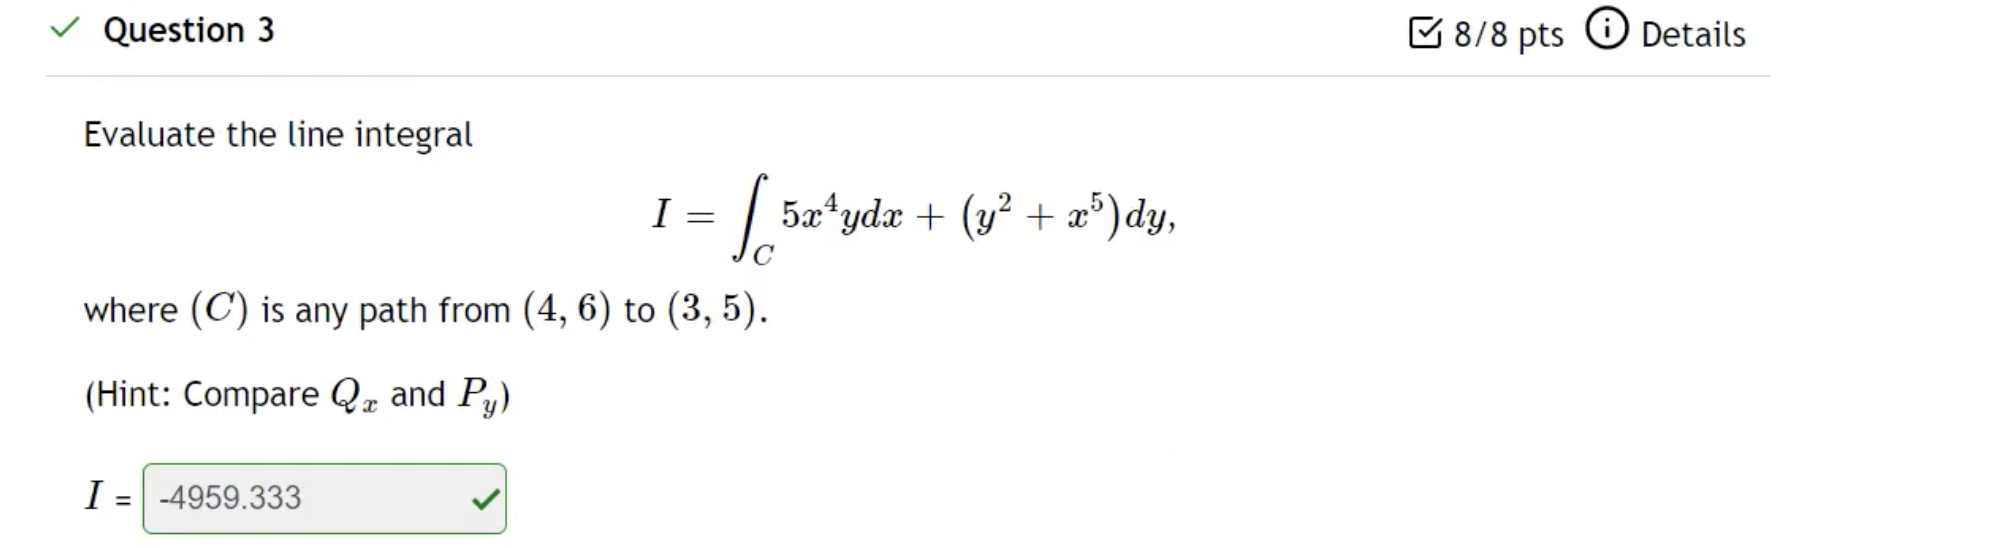 Question 3
8/8 pts Details
Evaluate the line integral
I = ∫_C 5x⁴ydx + (y² + x⁵)dy,
where (C) is any path from (4, 6) to (3, 5).
(Hint: Compare Qₓ and P_y)
I = -4959.333